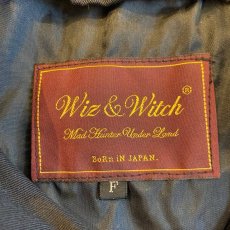 Wiz & Witch®
Mad Hunter Under Land
BoRn iN JAPAN.
F